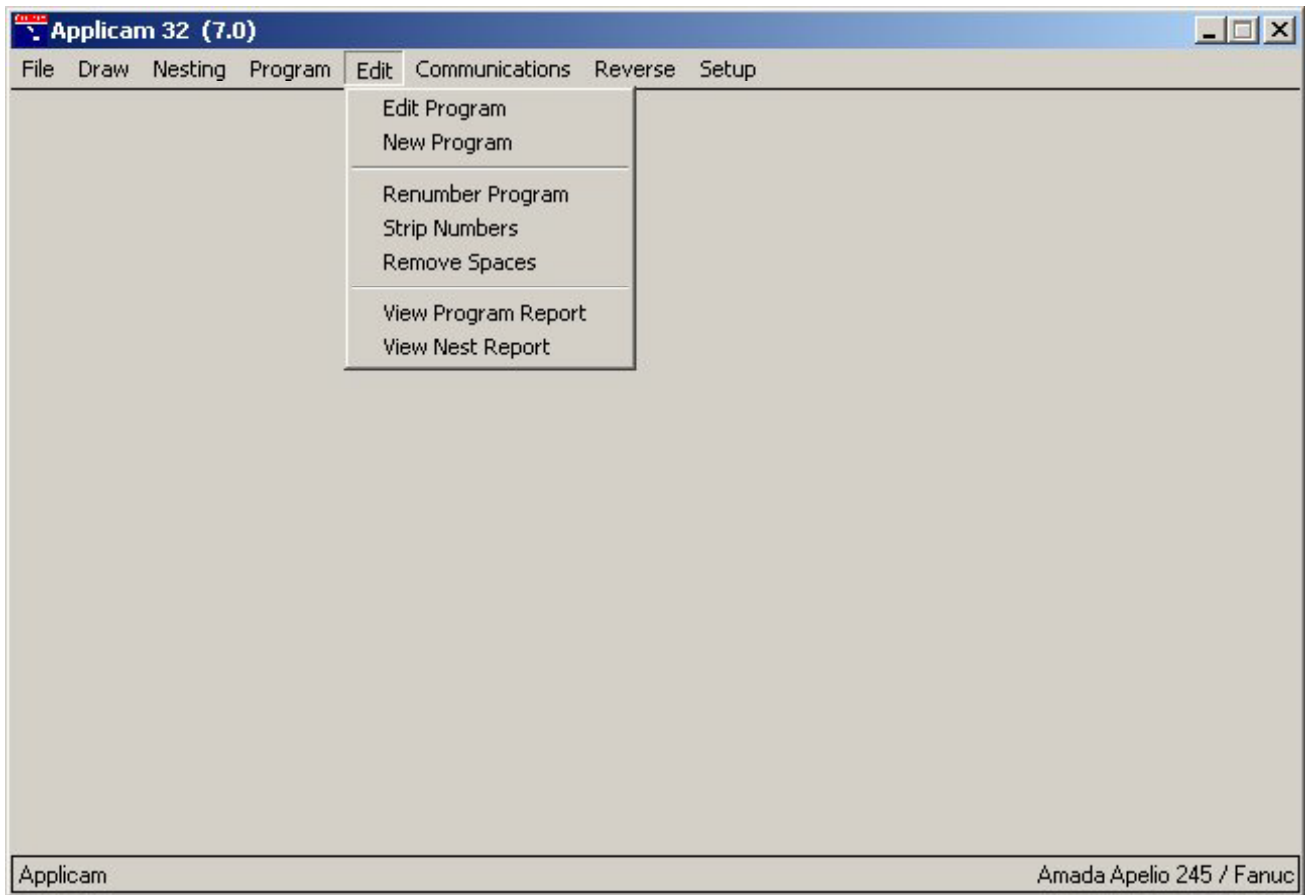 Applicam 32 (7.0)
File Draw Nesting Program Edit Communications Reverse Setup
Edit Program
New Program
Renumber Program
Strip Numbers
Remove Spaces
View Program Report
View Nest Report
Applicam Amada Apelio 245 / Fanuc